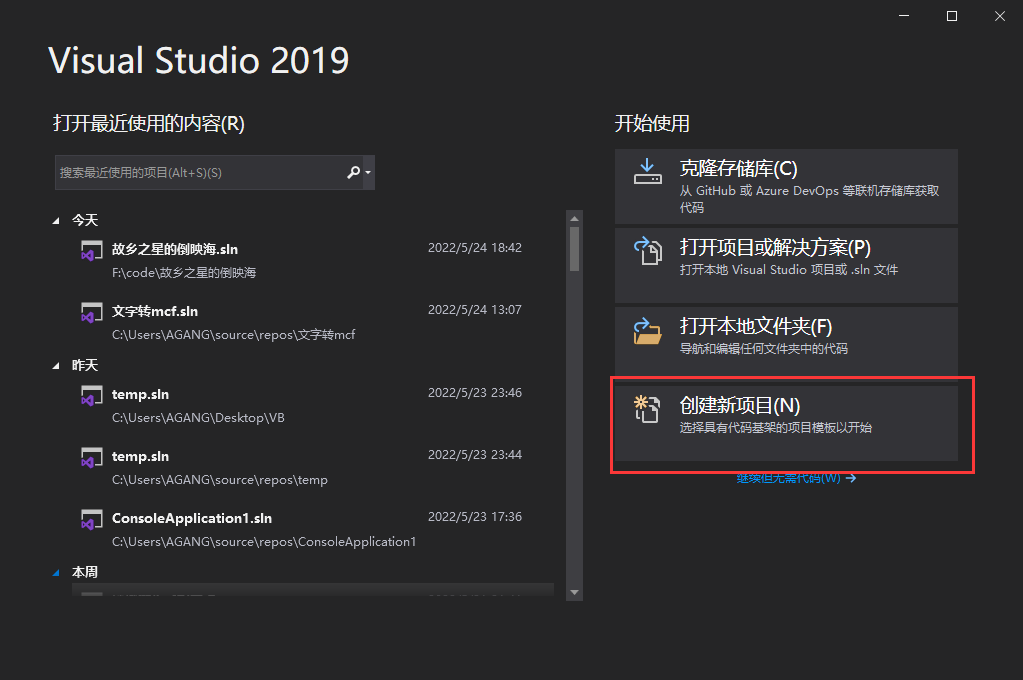 Visual Studio 2019
打开最近使用的内容(R)
搜索最近使用的项目(Alt+S)(S)
今天
故乡之星的倒映海.sln
2022/5/24 18:42
F:\code\故乡之星的倒映海
文字转mcf.sln
2022/5/24 13:07
C:\Users\AGANG\source\repos\文字转mcf
昨天
temp.sln
2022/5/23 23:46
C:\Users\AGANG\Desktop\VB
temp.sln
2022/5/23 23:44
C:\Users\AGANG\source\repos\temp
ConsoleApplication1.sln
2022/5/23 17:36
C:\Users\AGANG\source\repos\ConsoleApplication1
本周
开始使用
克隆存储库(C)
从 GitHub 或 Azure DevOps 等联机存储库获取
代码
打开项目或解决方案(P)
打开本地 Visual Studio 项目或 .sln 文件
打开本地文件夹(F)
导航和编辑任何文件夹中的代码
创建新项目(N)
选择具有代码基架的项目模板以开始
继续但无需代码(W) →